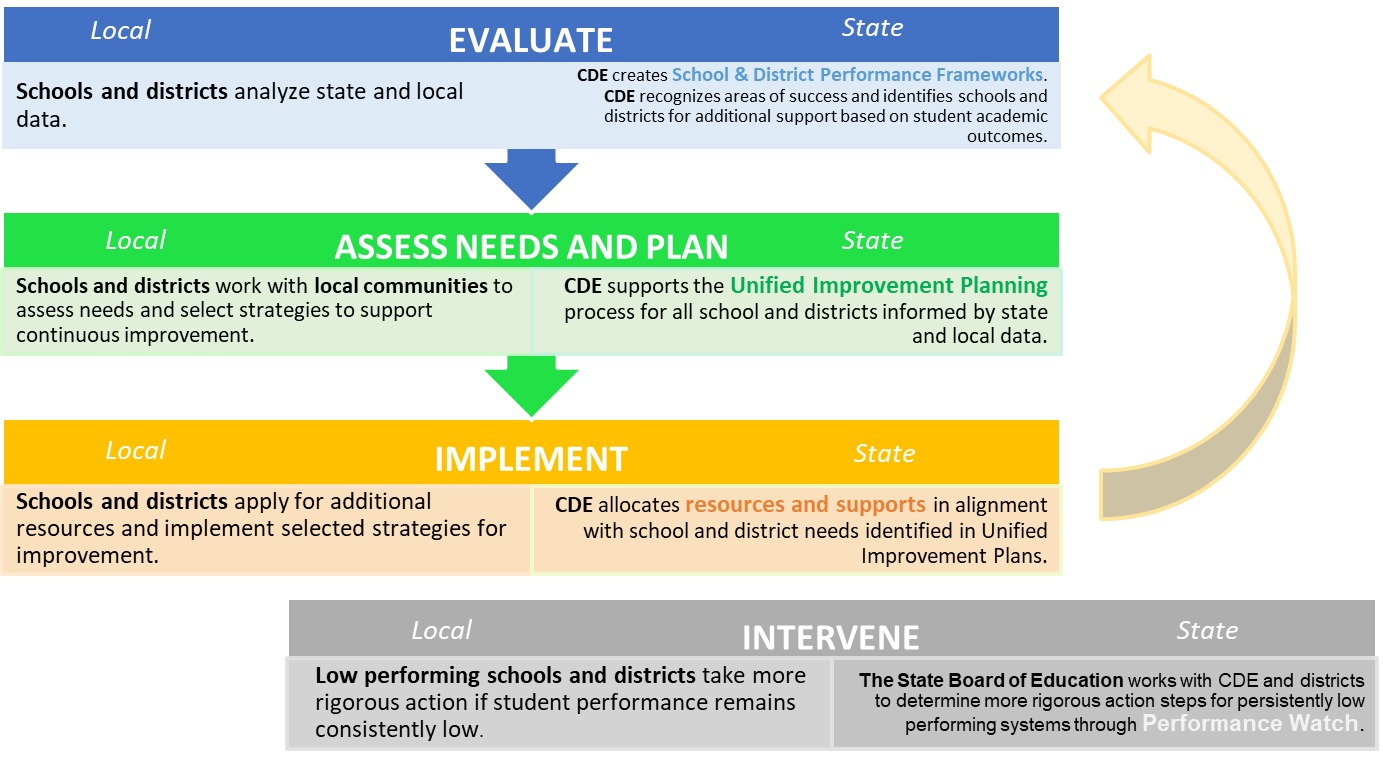 Local
EVALUATE
State
Schools and districts analyze state and local
data.
CDE creates School & District Performance Frameworks.
CDE recognizes areas of success and identifies schools and
districts for additional support based on student academic
outcomes.
Local
ASSESS NEEDS AND PLAN
State
Schools and districts work with local communities to
assess needs and select strategies to support
continuous improvement.
CDE supports the Unified Improvement Planning
process for all school and districts informed by state
and local data.
Local
IMPLEMENT
State
Schools and districts apply for additional
resources and implement selected strategies for
improvement.
CDE allocates resources and supports in alignment
with school and district needs identified in Unified
Improvement Plans.
Local
INTERVENE
State
Low performing schools and districts take more
rigorous action if student performance remains
consistently low.
The State Board of Education works with CDE and districts
to determine more rigorous action steps for persistently low
performing systems through Performance Watch.